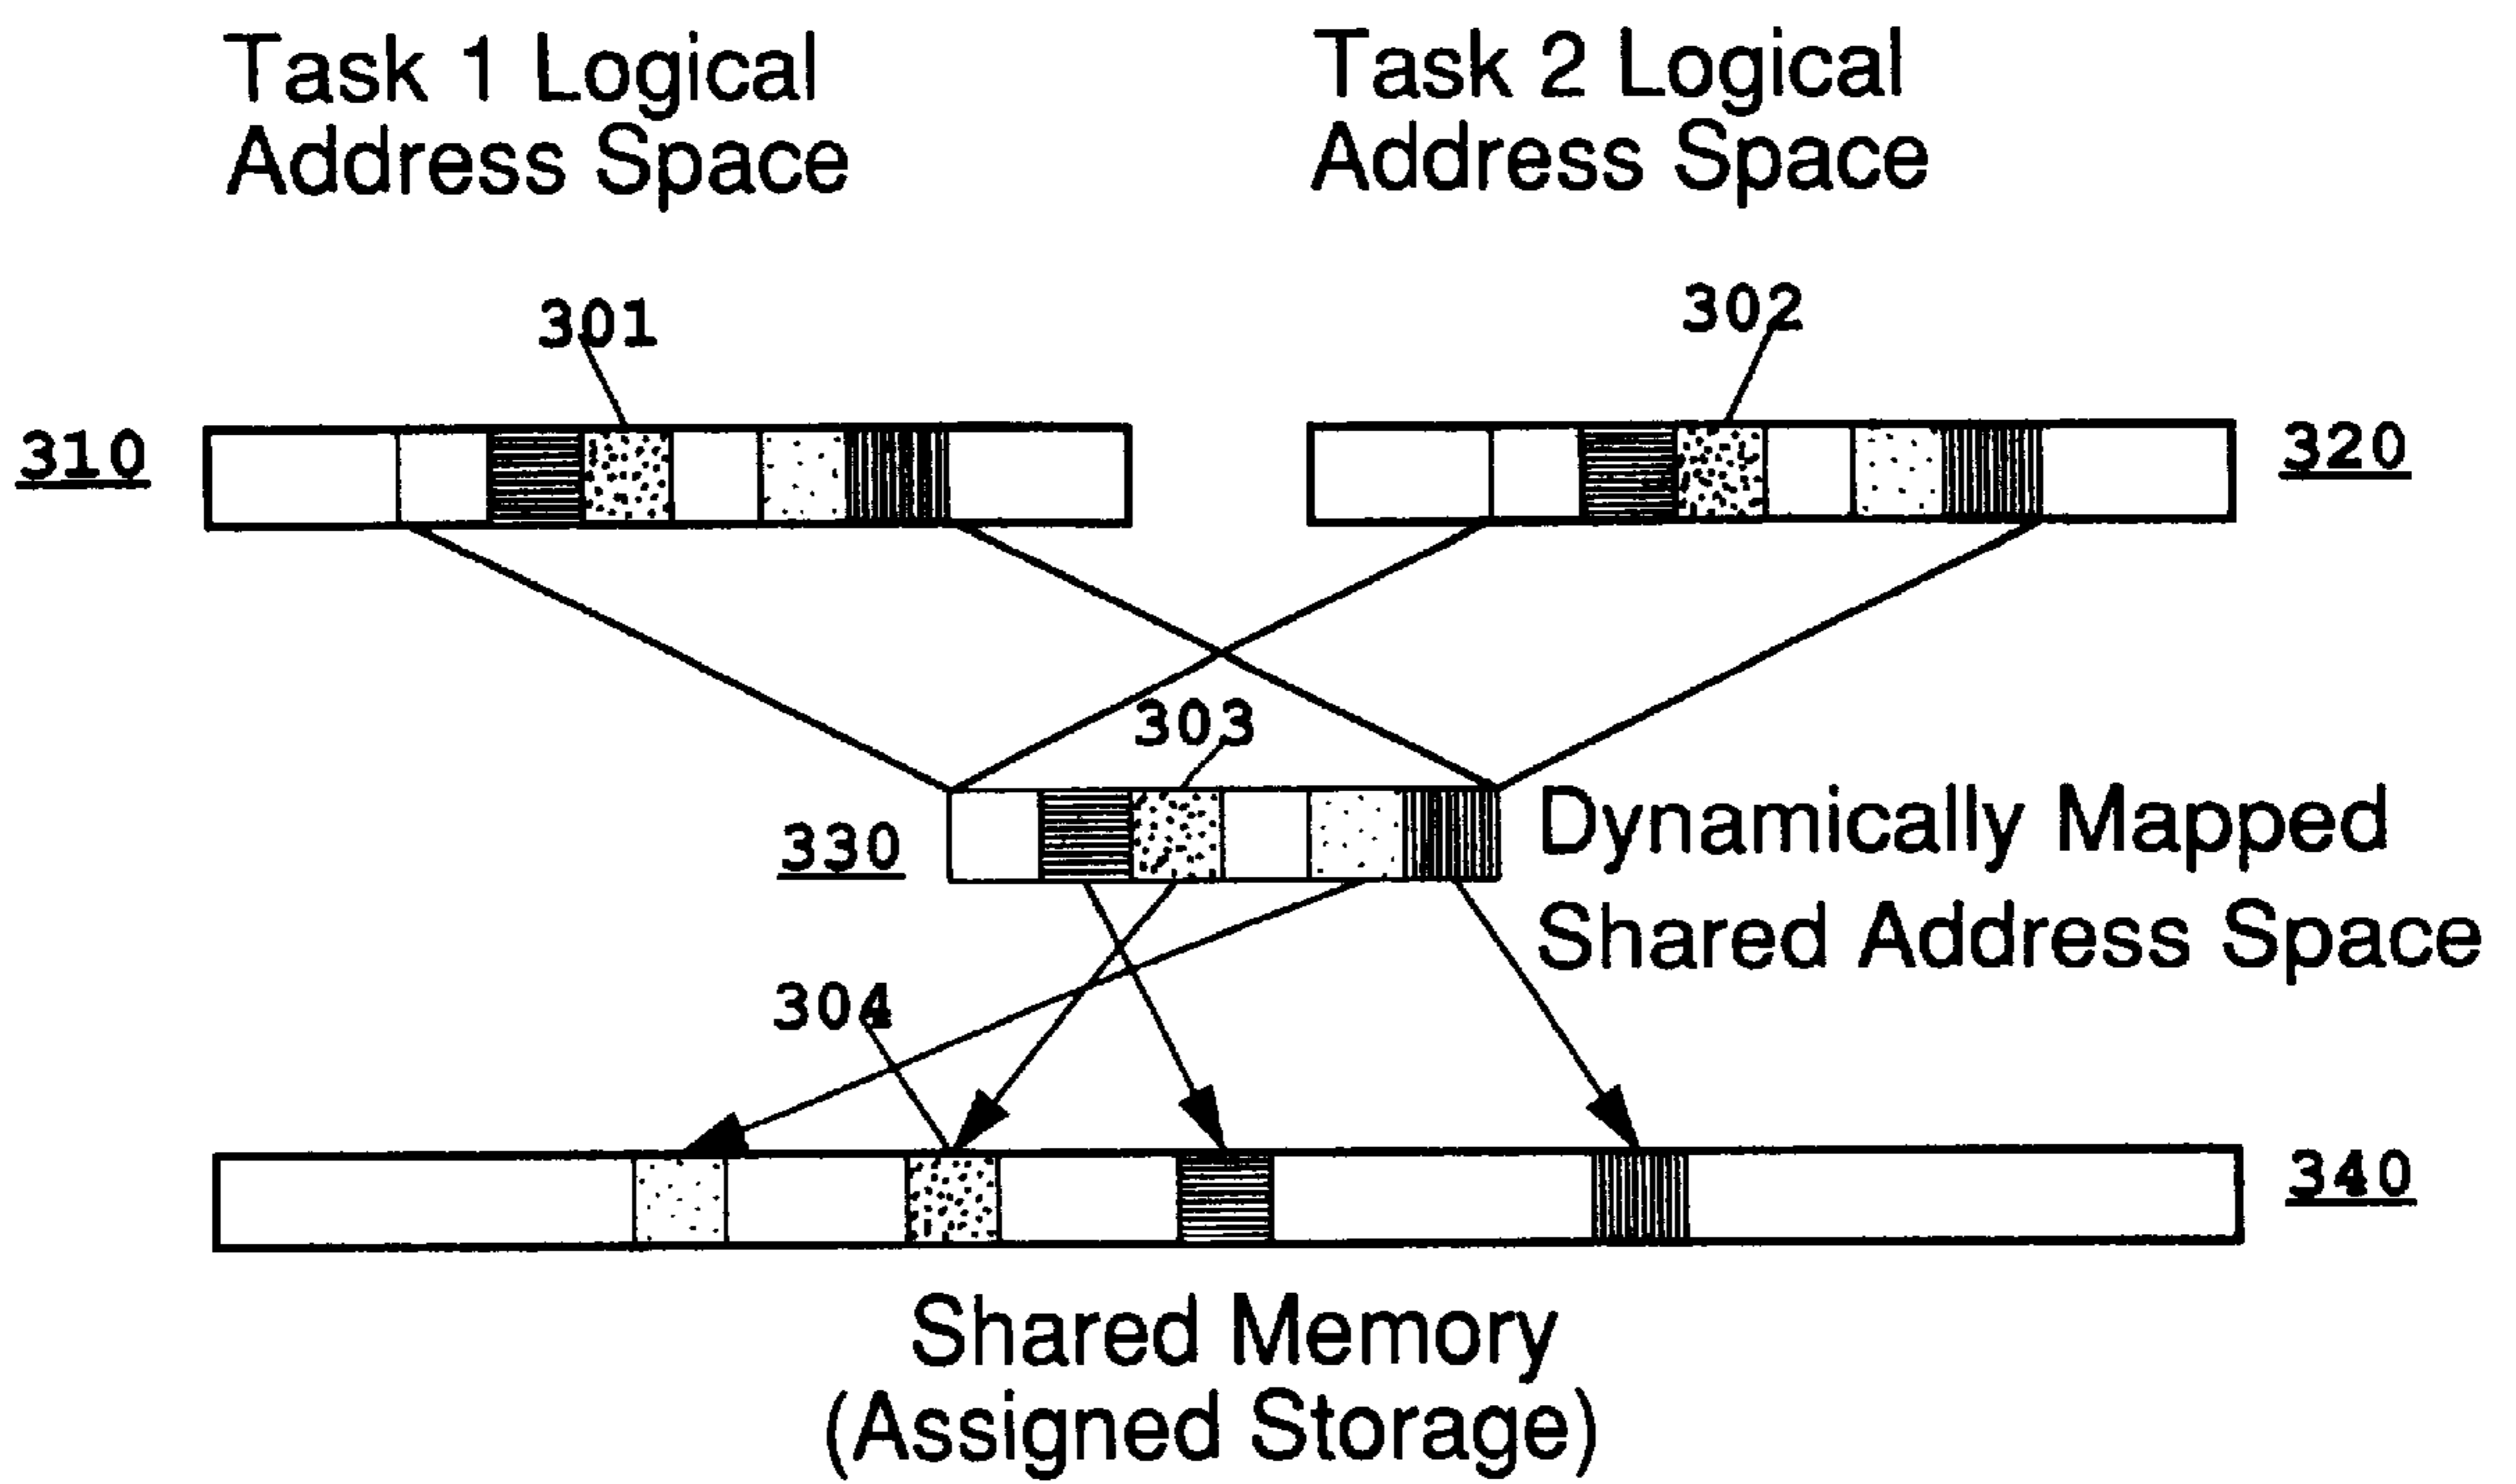 Task 1 Logical
Address Space
Task 2 Logical
Address Space
301
302
310
320
303
330
Dynamically Mapped
Shared Address Space
304
340
Shared Memory
(Assigned Storage)